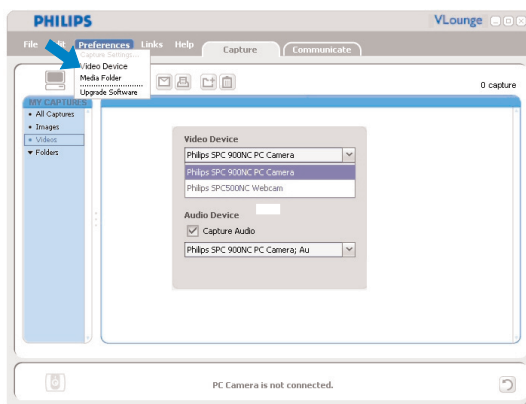 PHILIPS
VLounge
File Edit Preferences Links Help
Capture
Communicate
Capture Settings...
Video Device
Media Folder
Upgrade Software
0 capture
MY CAPTURES
All Captures
Images
Videos
Folders
Video Device
Philips SPC 900NC PC Camera
Philips SPC 900NC PC Camera
Philips SPC500NC Webcam
Audio Device
Capture Audio
Philips SPC 900NC PC Camera; Au
PC Camera is not connected.